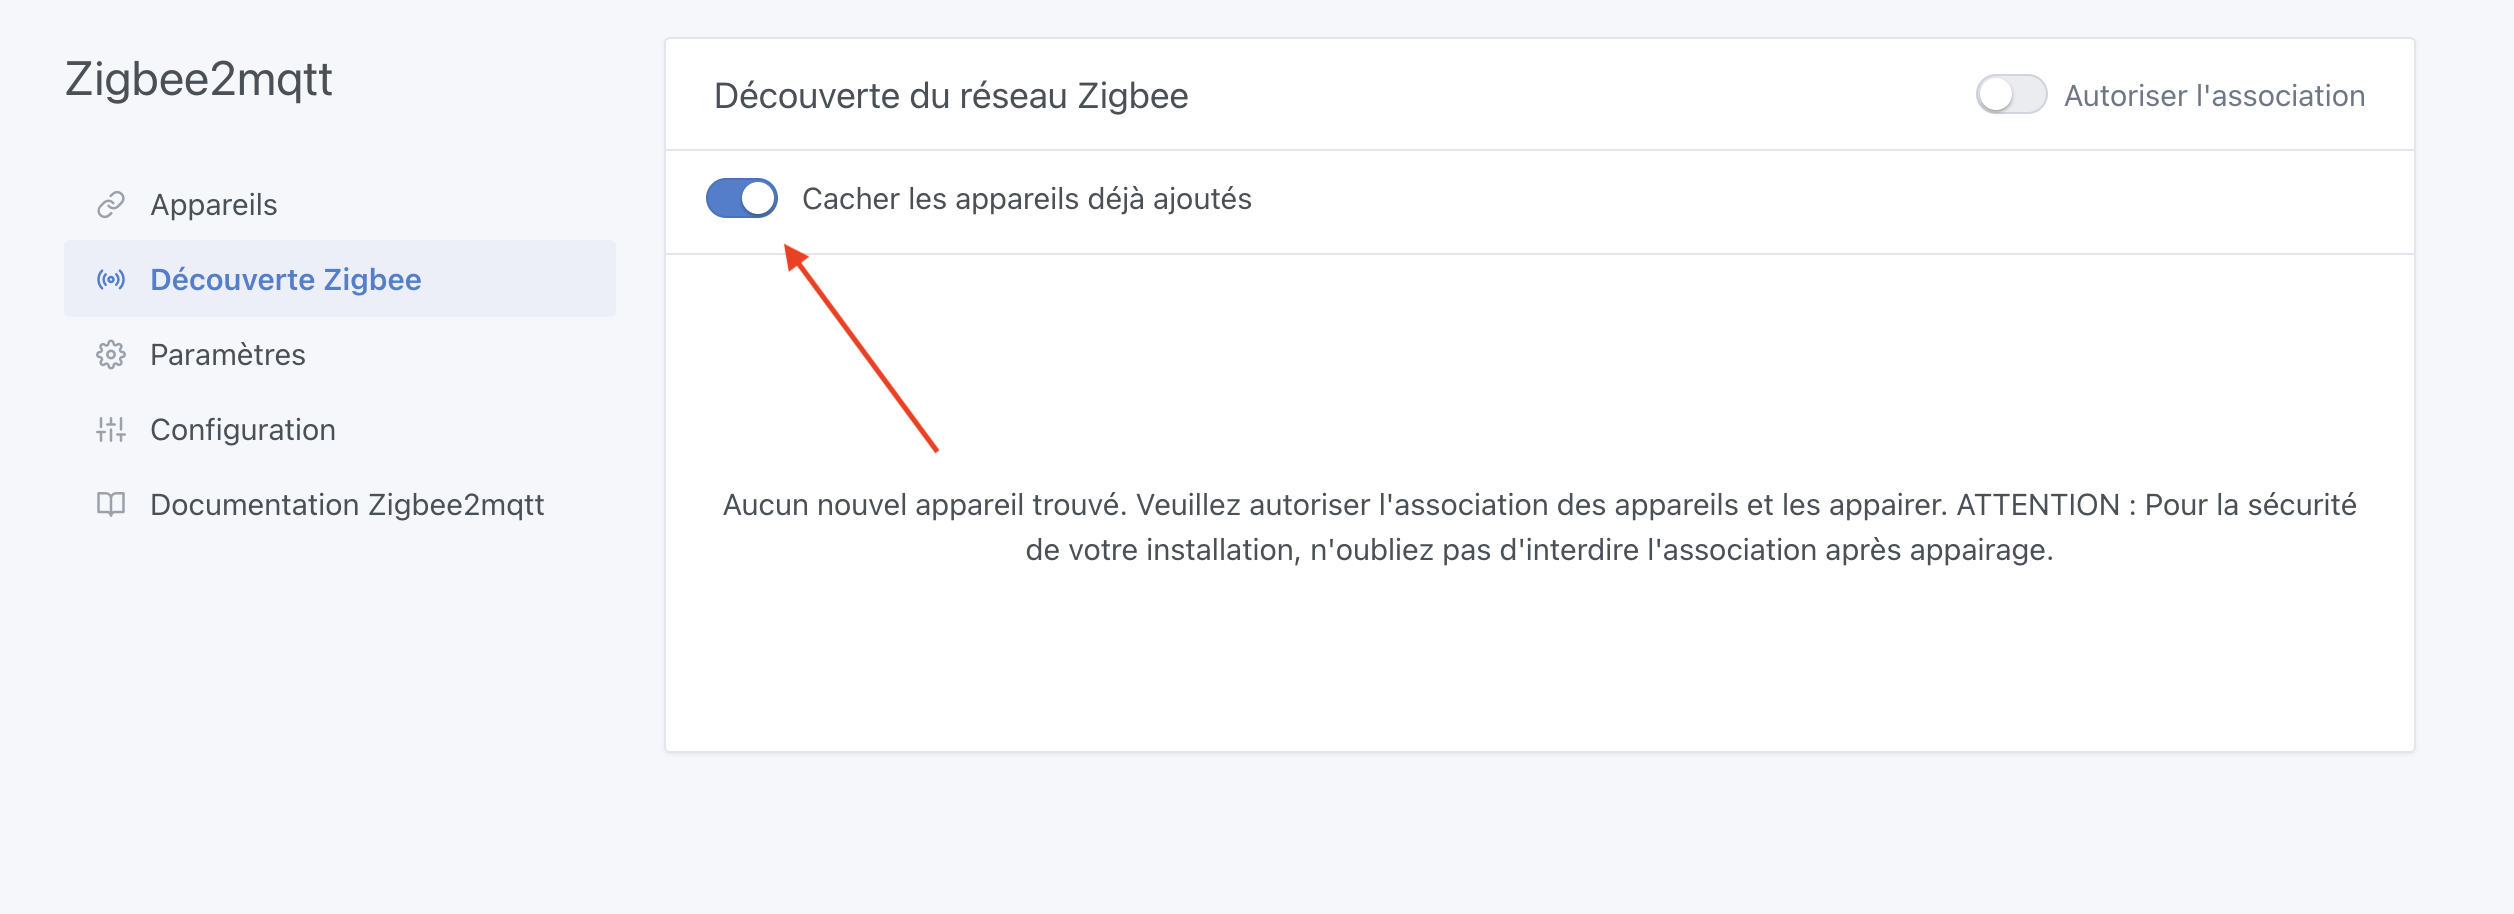 Zigbee2mqtt
Appareils
Découverte Zigbee
Paramètres
Configuration
Documentation Zigbee2mqtt
Découverte du réseau Zigbee
Autoriser l'association
Cacher les appareils déjà ajoutés
Aucun nouvel appareil trouvé. Veuillez autoriser l'association des appareils et les appairer. ATTENTION : Pour la sécurité
de votre installation, n'oubliez pas d'interdire l'association après appairage.